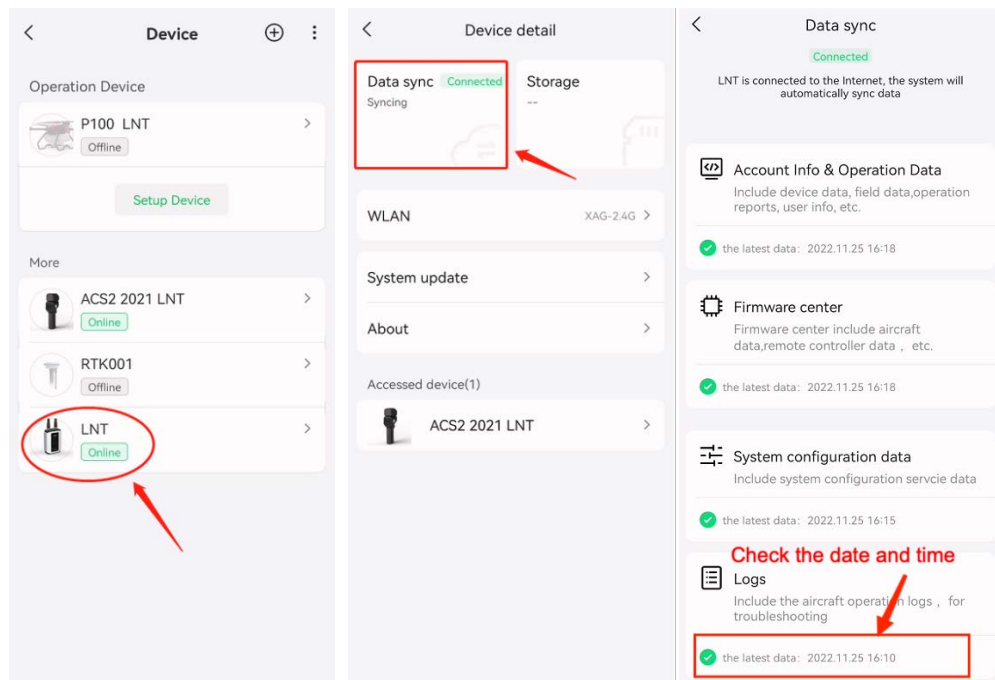 Device
Operation Device
P100 LNT
Offline
Setup Device
More
ACS2 2021 LNT
Online
RTK001
Offline
LNT
Online
Device detail
Data sync Connected
Syncing
Storage
--
WLAN XAG-2.4G
System update
About
Accessed device(1)
ACS2 2021 LNT
Data sync
Connected
LNT is connected to the Internet, the system will
automatically sync data
Account Info & Operation Data
Include device data, field data,operation
reports, user info, etc.
the latest data: 2022.11.25 16:18
Firmware center
Firmware center include aircraft
data,remote controller data , etc.
the latest data: 2022.11.25 16:18
System configuration data
Include system configuration servcie data
the latest data: 2022.11.25 16:15
Check the date and time
Logs
Include the aircraft operation logs , for
troubleshooting
the latest data: 2022.11.25 16:10